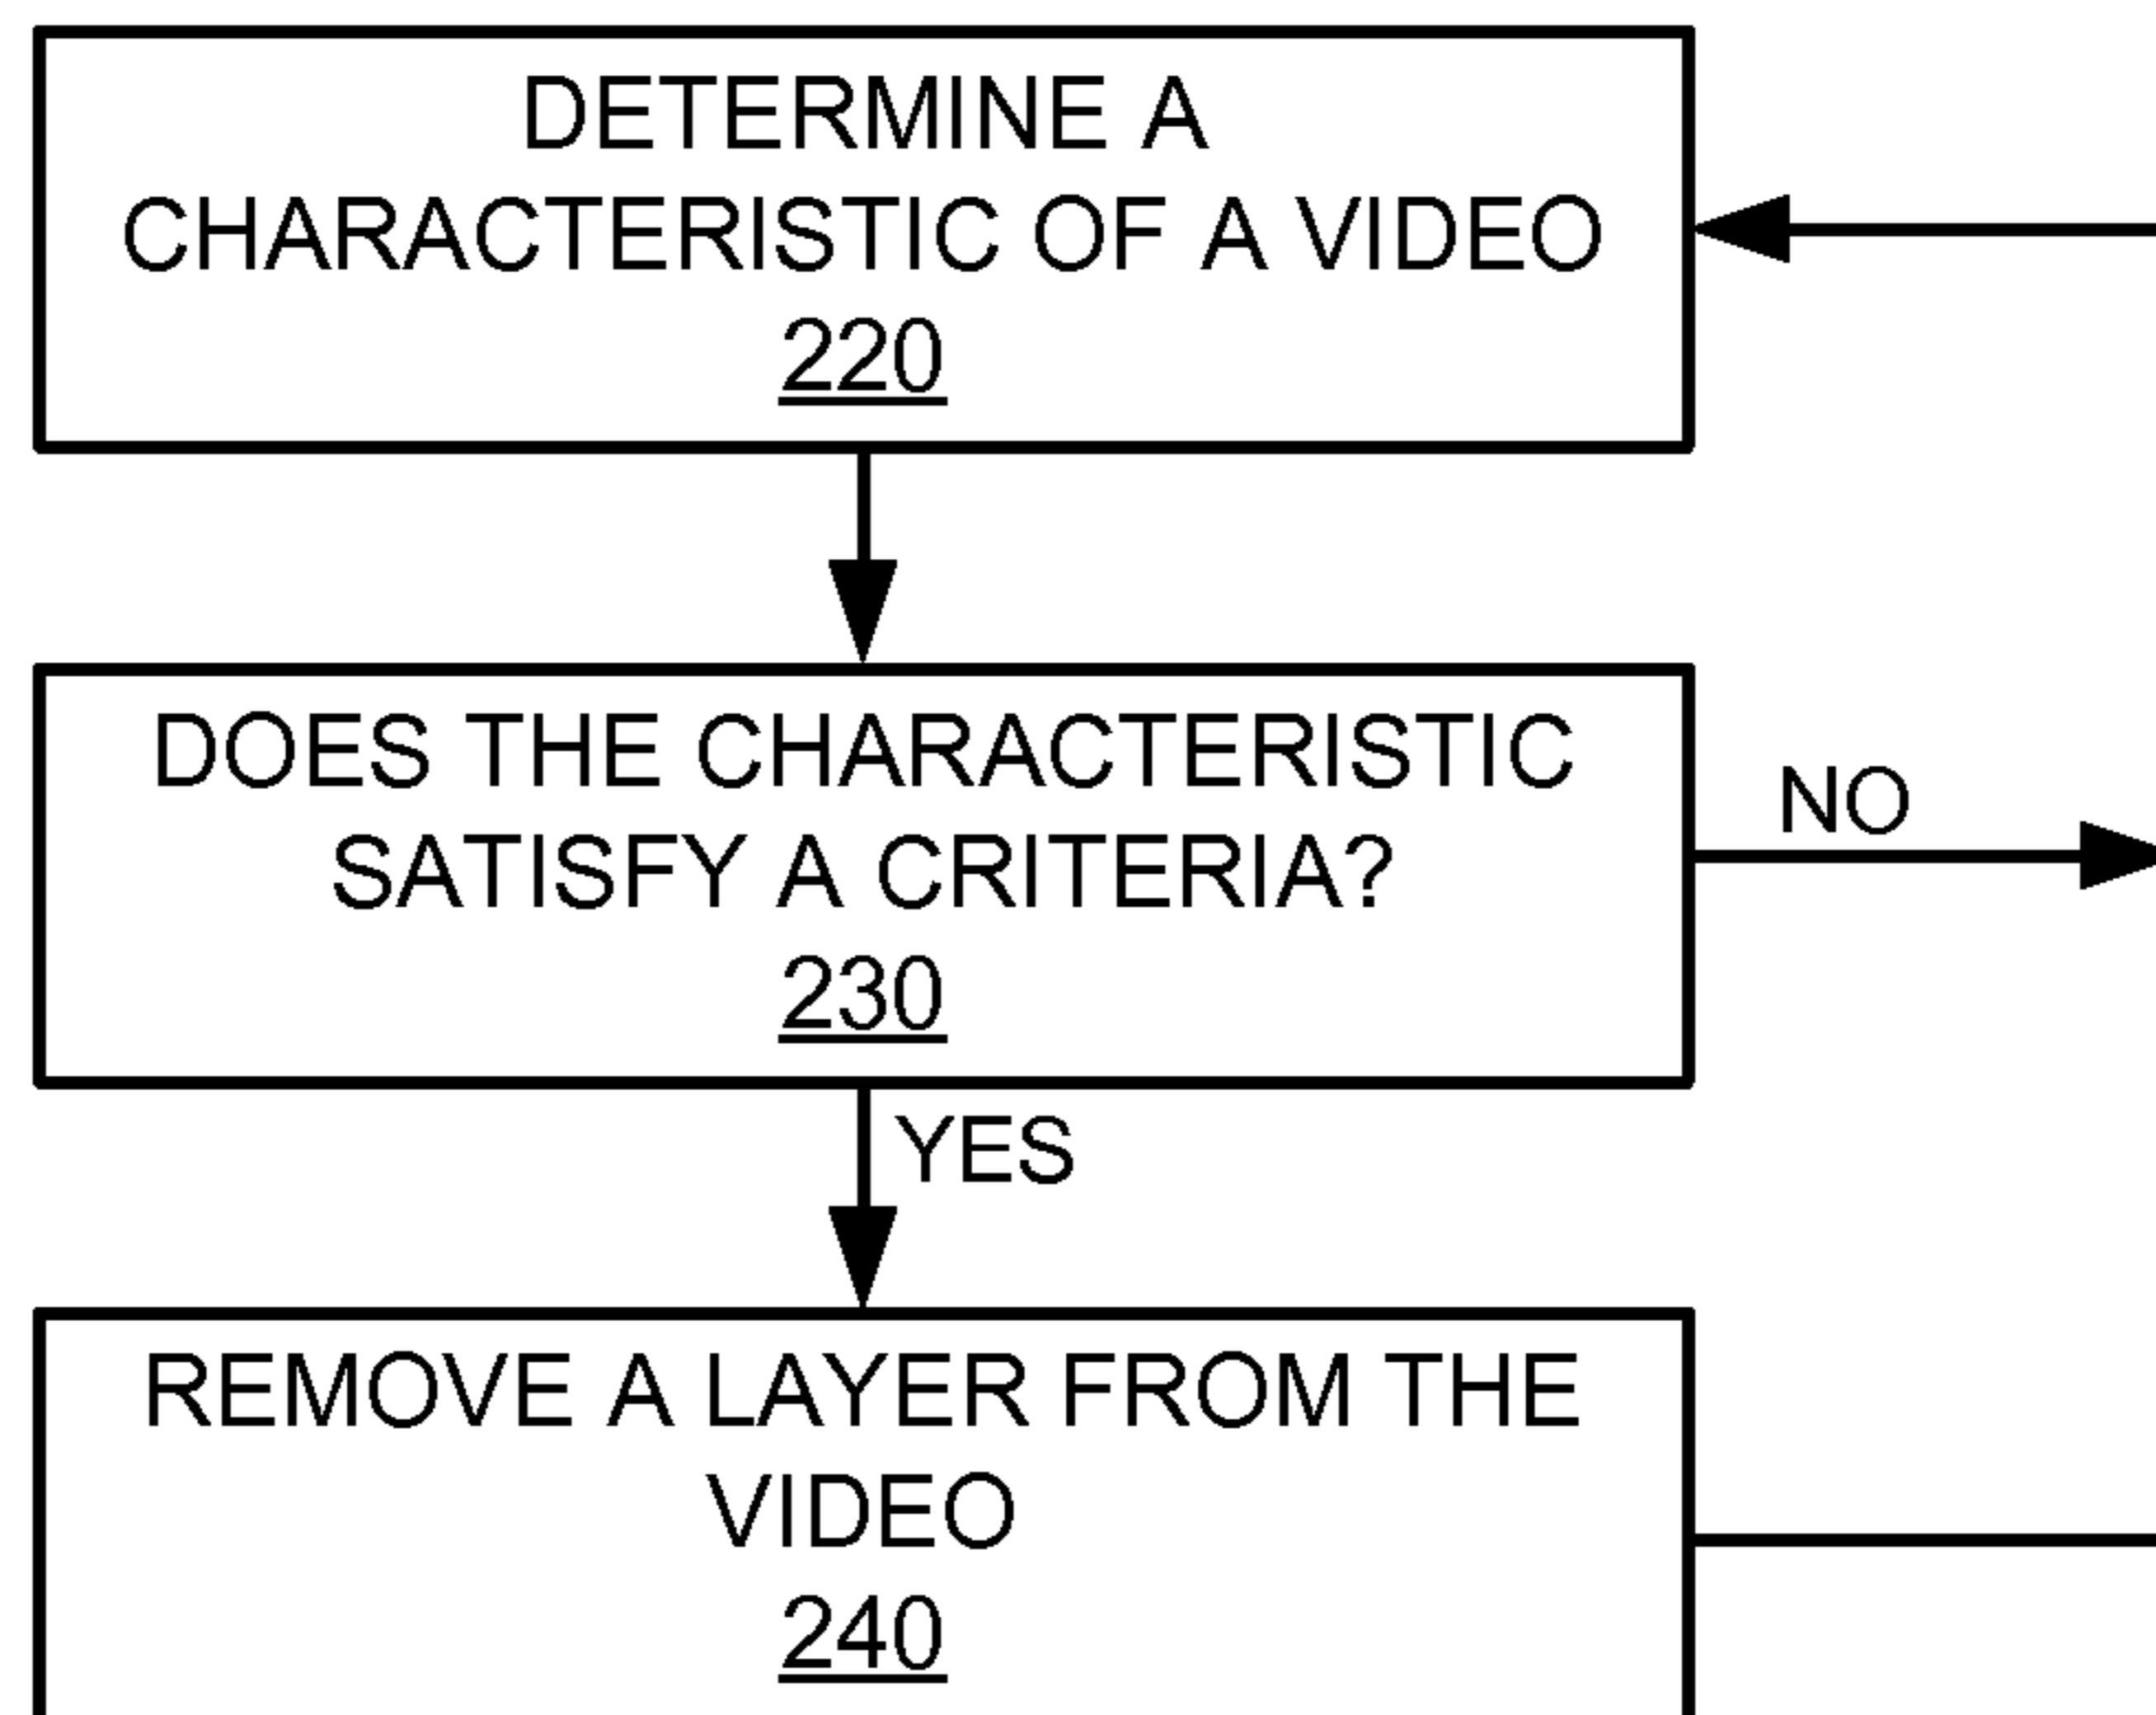 DETERMINE A
CHARACTERISTIC OF A VIDEO
220
DOES THE CHARACTERISTIC
SATISFY A CRITERIA?
230
NO
YES
REMOVE A LAYER FROM THE
VIDEO
240